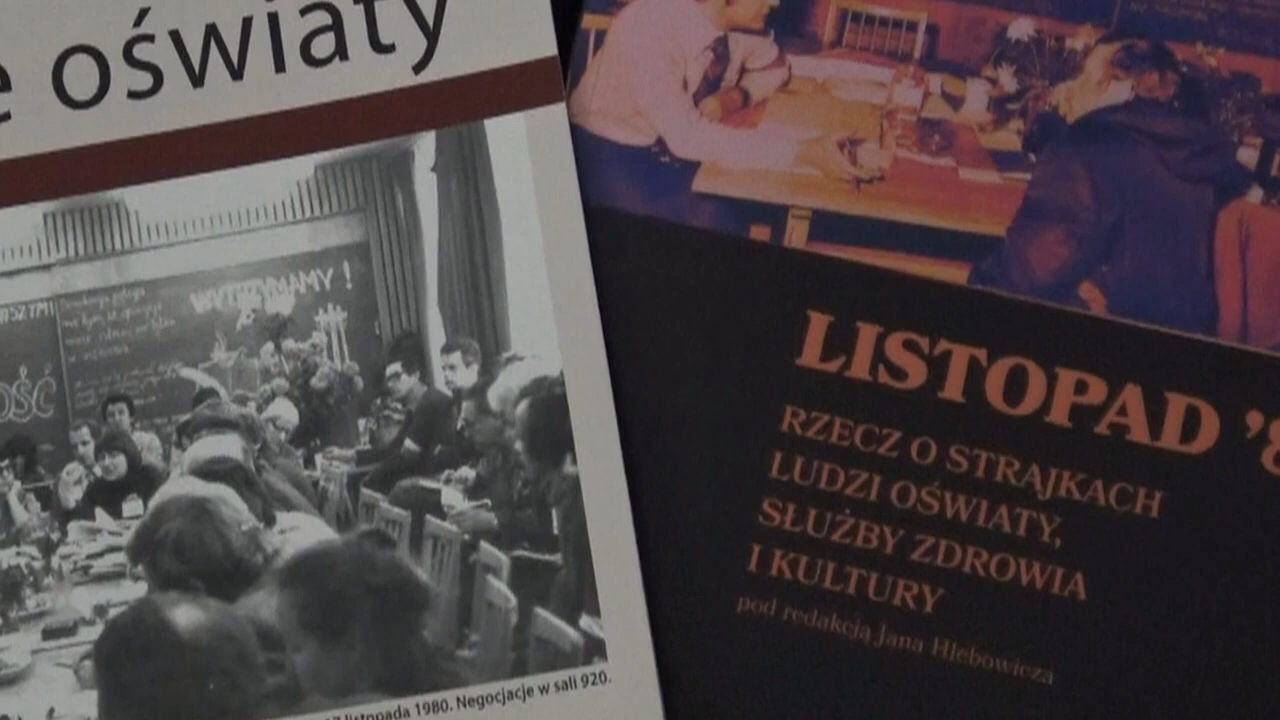 oświaty
WYTRZYMAMY !
listopada 1980. Negocjacje w sali 920.
LISTOPAD '8
RZECZ O STRAJKACH
LUDZI OŚWIATY,
SŁUŻBY ZDROWIA
I KULTURY
pod redakcją Jana Hlebowicza